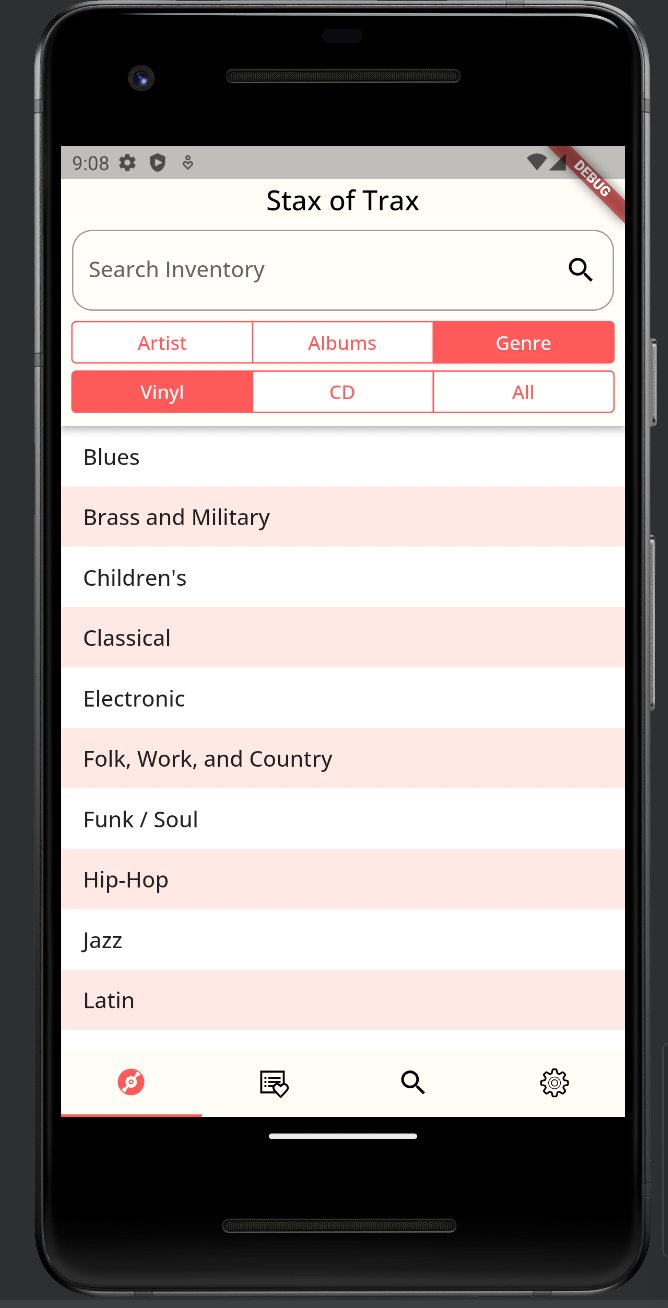 9:08
DEBUG
Stax of Trax
Search Inventory
Artist Albums Genre
Vinyl CD All
Blues
Brass and Military
Children's
Classical
Electronic
Folk, Work, and Country
Funk / Soul
Hip-Hop
Jazz
Latin